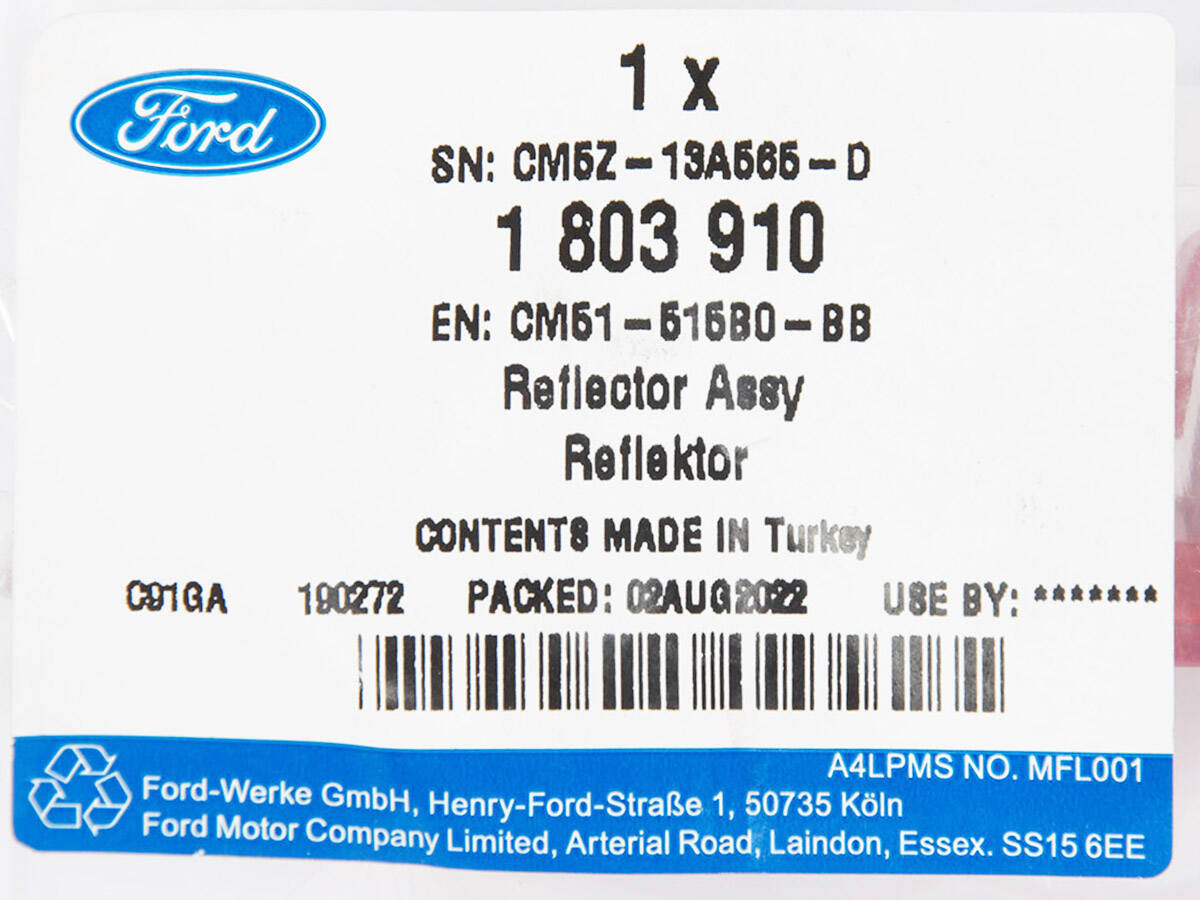 Ford
1 x
SN: CM5Z-13A565-D
1 803 910
EN: CM51-515B0-BB
Reflector Assy
Reflektor
CONTENTS MADE IN Turkey
C91GA 190272 PACKED: 02AUG2022 USE BY: *******
A4LPMS NO. MFL001
Ford-Werke GmbH, Henry-Ford-Straße 1, 50735 Köln
Ford Motor Company Limited, Arterial Road, Laindon, Essex. SS15 6EE